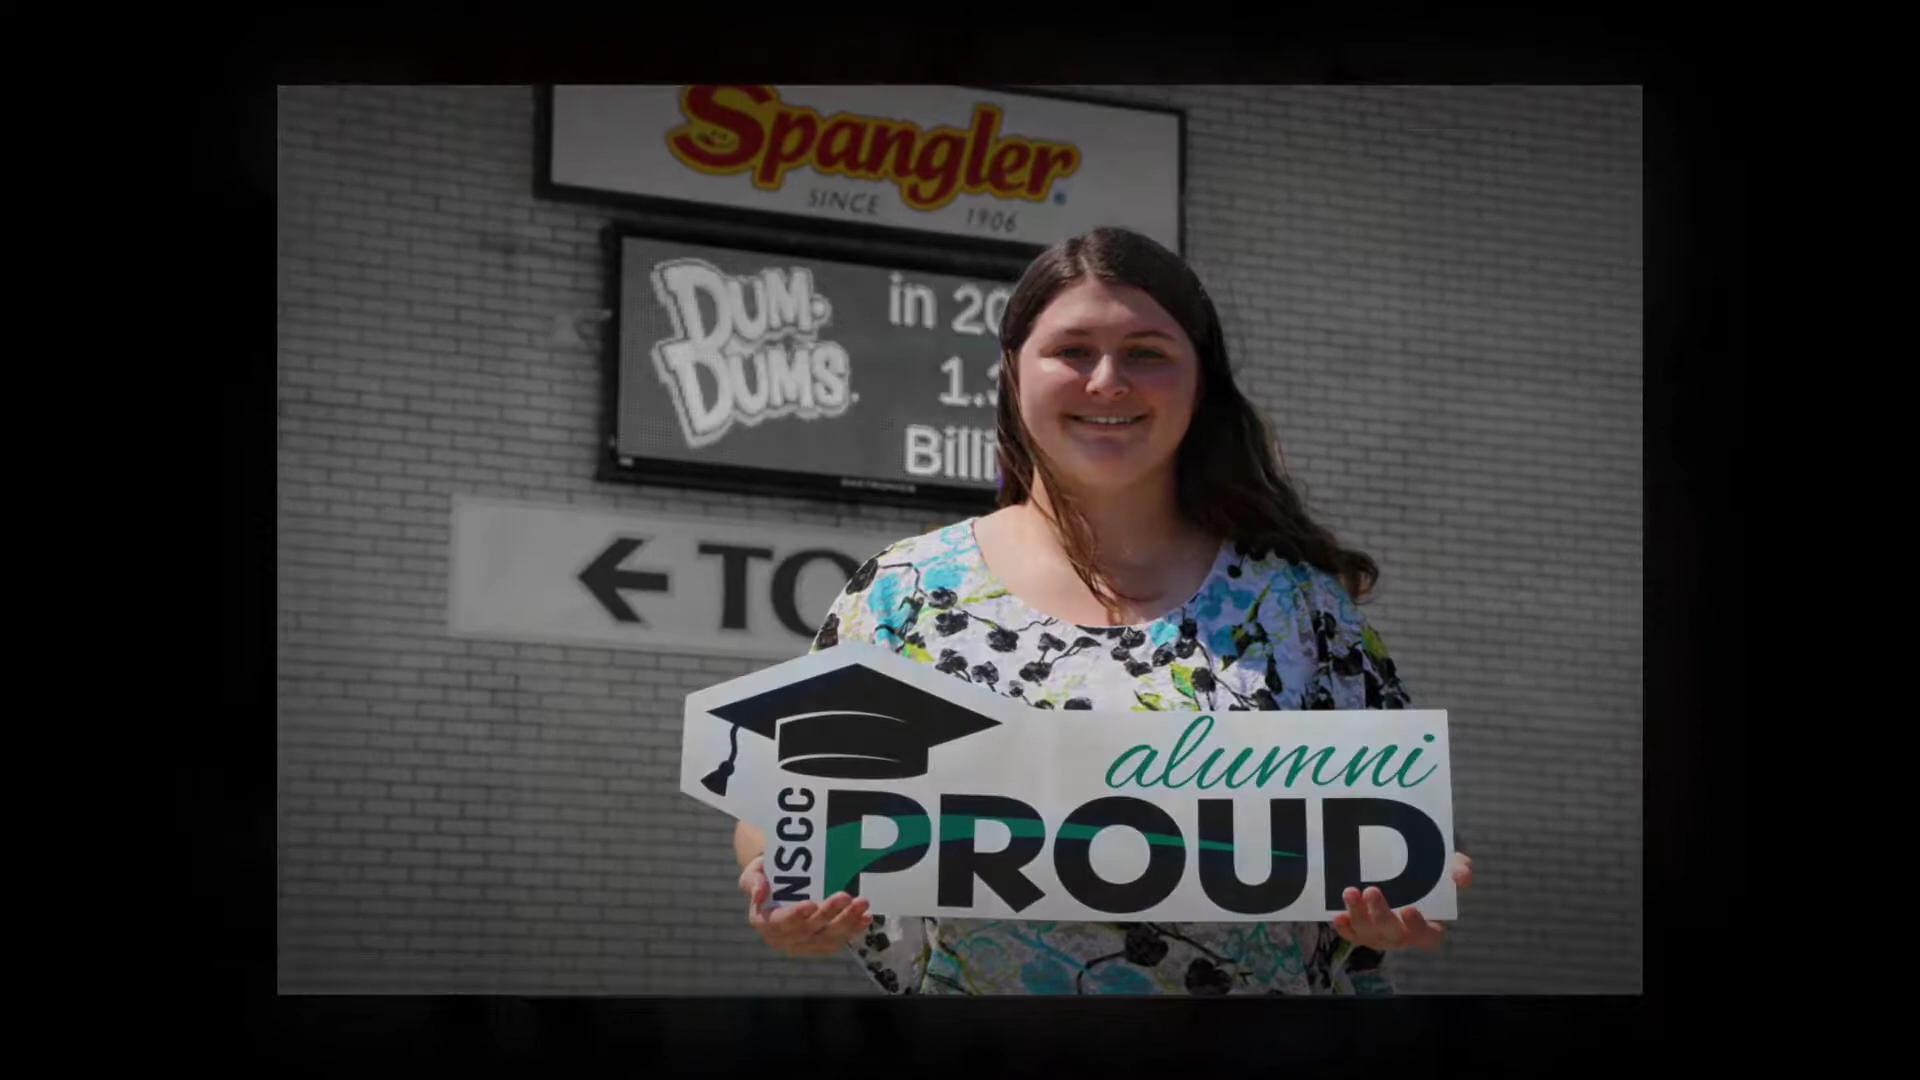 Spangler
SINCE 1906
DUM-
DUMS
in 20
1.3
Billi
← TO
alumni
NSCC
PROUD